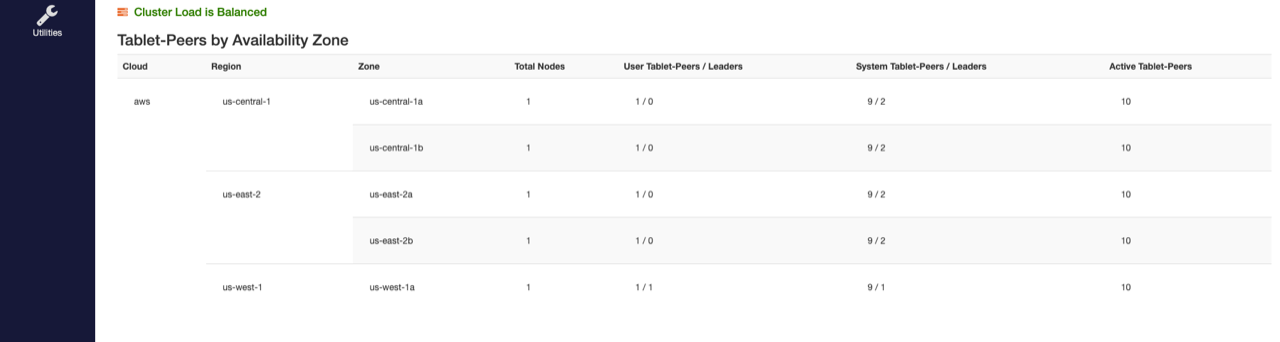 Utilities
Cluster Load is Balanced
Tablet-Peers by Availability Zone
Cloud Region Zone Total Nodes User Tablet-Peers / Leaders System Tablet-Peers / Leaders Active Tablet-Peers
aws us-central-1 us-central-1a 1 1 / 0 9 / 2 10
us-central-1b 1 1 / 0 9 / 2 10
us-east-2 us-east-2a 1 1 / 0 9 / 2 10
us-east-2b 1 1 / 0 9 / 2 10
us-west-1 us-west-1a 1 1 / 1 9 / 1 10